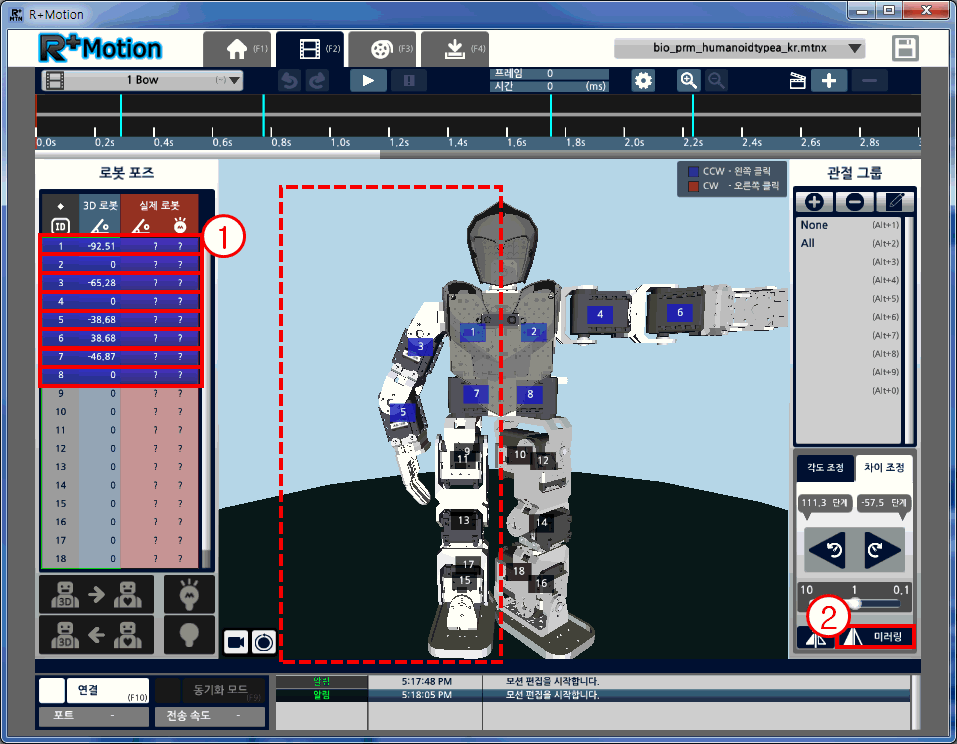 R+Motion
R+Motion
(F1) (F2) (F3) (F4)
bio_prm_humanoidtypea_kr.mtnx
1 Bow (~)
프레임 0
시간 0 (ms)
0.0s 0.2s 0.4s 0.6s 0.8s 1.0s 1.2s 1.4s 1.6s 1.8s 2.0s 2.2s 2.4s 2.6s 2.8s
로봇 포즈
3D 로봇 실제 로봇
ID
1 -92.51 ? ?
2 0 ? ?
3 -65.28 ? ?
4 0 ? ?
5 -38.68 ? ?
6 38.68 ? ?
7 -46.87 ? ?
8 0 ? ?
9 0 ? ?
10 0 ? ?
11 0 ? ?
12 0 ? ?
13 0 ? ?
14 0 ? ?
15 0 ? ?
16 0 ? ?
17 0 ? ?
18 0 ? ?
3D
3D
1
CCW - 왼쪽 클릭
CW - 오른쪽 클릭
4 6
1 2
3
7 8
5
9 10
11 12
13 14
17 18
15 16
관절 그룹
None (Alt+1)
All (Alt+2)
(Alt+3)
(Alt+4)
(Alt+5)
(Alt+6)
(Alt+7)
(Alt+8)
(Alt+9)
(Alt+0)
각도 조정 차이 조정
111.3 단계 -57.5 단계
10 1 0.1
2
미러링
연결 (F10)
동기화 모드 (F9)
포트 -
전송 속도 -
알림 5:17:48 PM 모션 편집을 시작합니다.
알림 5:18:05 PM 모션 편집을 시작합니다.